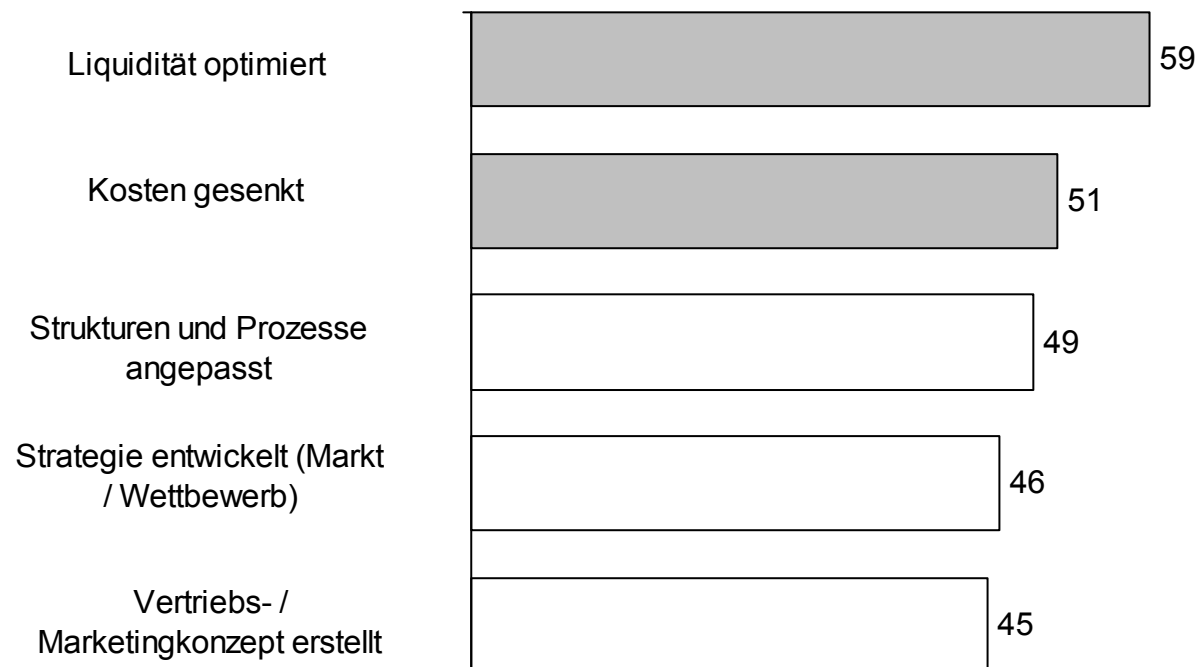 Liquidität optimiert
59
Kosten gesenkt
51
Strukturen und Prozesse
angepasst
49
Strategie entwickelt (Markt
/ Wettbewerb)
46
Vertriebs- /
Marketingkonzept erstellt
45